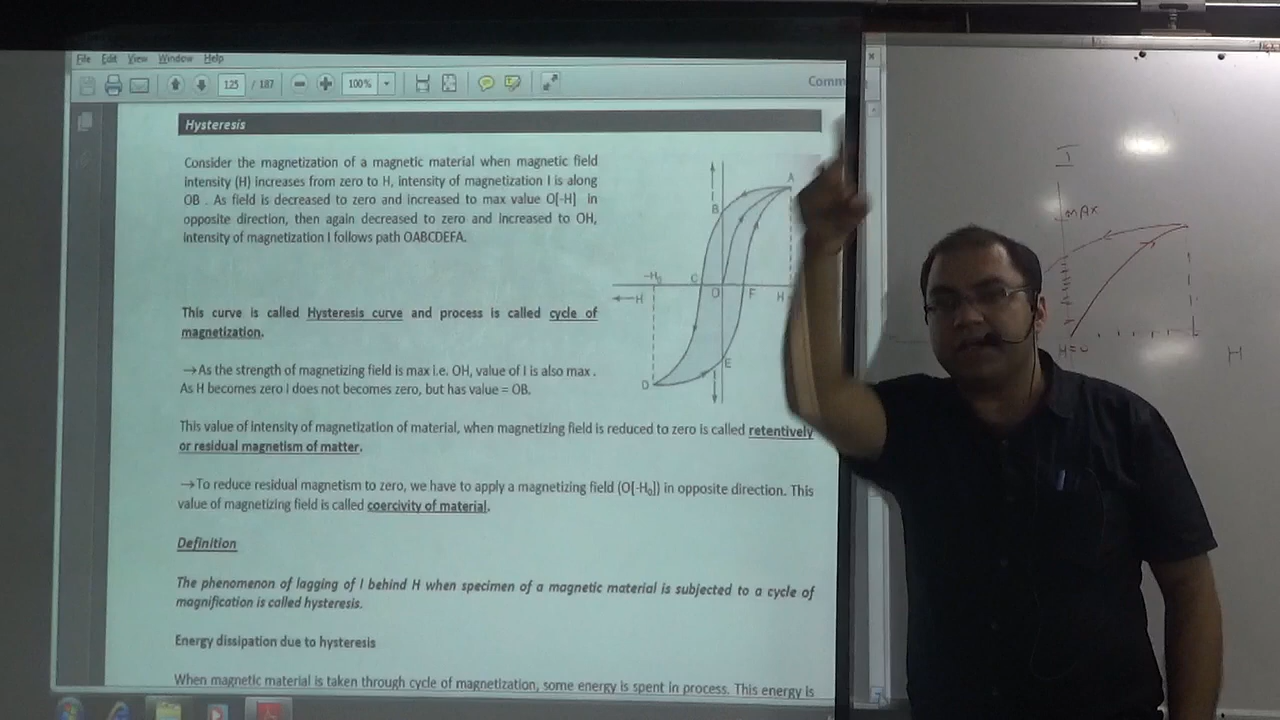 File Edit View Window Help
125 / 187 100% Comm
Hysteresis
Consider the magnetization of a magnetic material when magnetic field
intensity (H) increases from zero to H, intensity of magnetization I is along
OB . As field is decreased to zero and increased to max value O[-H] in
opposite direction, then again decreased to zero and increased to OH,
intensity of magnetization I follows path OABCDEFA.
A
B
-H₀
C
O
F
H
H
E
I
D
This curve is called Hysteresis curve and process is called cycle of
magnetization.
→As the strength of magnetizing field is max i.e. OH, value of I is also max .
As H becomes zero I does not becomes zero, but has value = OB.
This value of intensity of magnetization of material, when magnetizing field is reduced to zero is called retentively
or residual magnetism of matter.
→To reduce residual magnetism to zero, we have to apply a magnetizing field (O[-H₀]) in opposite direction. This
value of magnetizing field is called coercivity of material.
Definition
The phenomenon of lagging of I behind H when specimen of a magnetic material is subjected to a cycle of
magnification is called hysteresis.
Energy dissipation due to hysteresis
When magnetic material is taken through cycle of magnetization, some energy is spent in process. This energy is
I
MAX
H=0
H